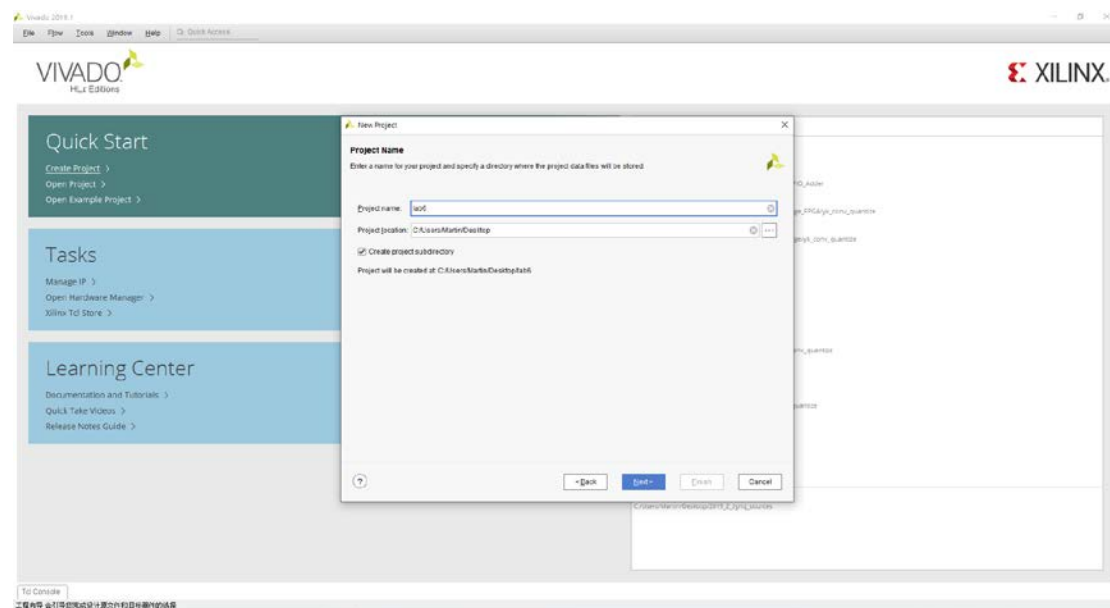 Vivado 2019.1
File Flow Tools Window Help Quick Access
VIVADO
HLx Editions
XILINX
Quick Start
Create Project >
Open Project >
Open Example Project >
Tasks
Manage IP >
Open Hardware Manager >
Xilinx Tcl Store >
Learning Center
Documentation and Tutorials >
Quick Take Videos >
Release Notes Guide >
New Project
Project Name
Enter a name for your project and specify a directory where the project data files will be stored
Project name: lab6
Project location: C:/Users/Martin/Desktop
Create project subdirectory
Project will be created at: C:/Users/Martin/Desktop/lab6
? < Back Next > Finish Cancel
conv_quantize
quantize
Tcl Console